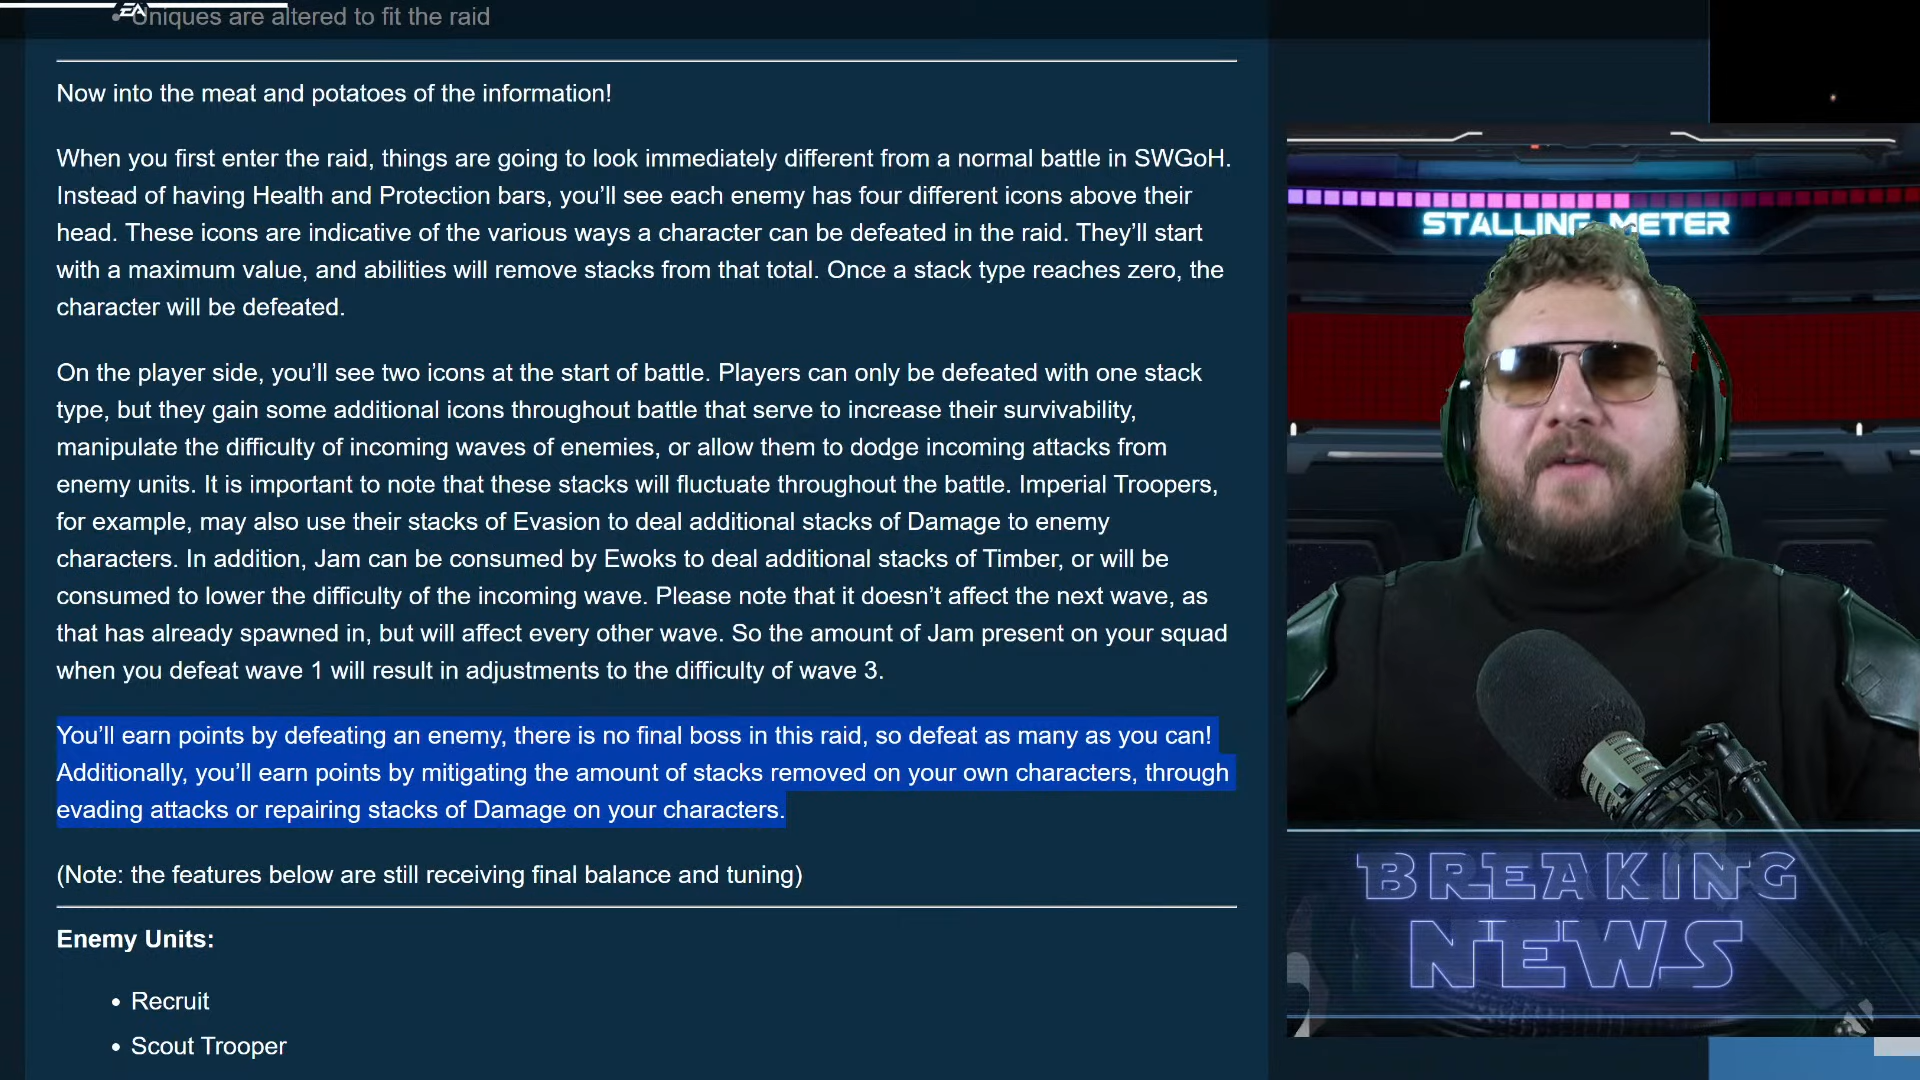 EA
Uniques are altered to fit the raid
Now into the meat and potatoes of the information!
When you first enter the raid, things are going to look immediately different from a normal battle in SWGoH.
Instead of having Health and Protection bars, you’ll see each enemy has four different icons above their
head. These icons are indicative of the various ways a character can be defeated in the raid. They’ll start
with a maximum value, and abilities will remove stacks from that total. Once a stack type reaches zero, the
character will be defeated.
On the player side, you’ll see two icons at the start of battle. Players can only be defeated with one stack
type, but they gain some additional icons throughout battle that serve to increase their survivability,
manipulate the difficulty of incoming waves of enemies, or allow them to dodge incoming attacks from
enemy units. It is important to note that these stacks will fluctuate throughout the battle. Imperial Troopers,
for example, may also use their stacks of Evasion to deal additional stacks of Damage to enemy
characters. In addition, Jam can be consumed by Ewoks to deal additional stacks of Timber, or will be
consumed to lower the difficulty of the incoming wave. Please note that it doesn’t affect the next wave, as
that has already spawned in, but will affect every other wave. So the amount of Jam present on your squad
when you defeat wave 1 will result in adjustments to the difficulty of wave 3.
You’ll earn points by defeating an enemy, there is no final boss in this raid, so defeat as many as you can!
Additionally, you’ll earn points by mitigating the amount of stacks removed on your own characters, through
evading attacks or repairing stacks of Damage on your characters.
(Note: the features below are still receiving final balance and tuning)
Enemy Units:
• Recruit
• Scout Trooper
STALLING METER
BREAKING
NEWS